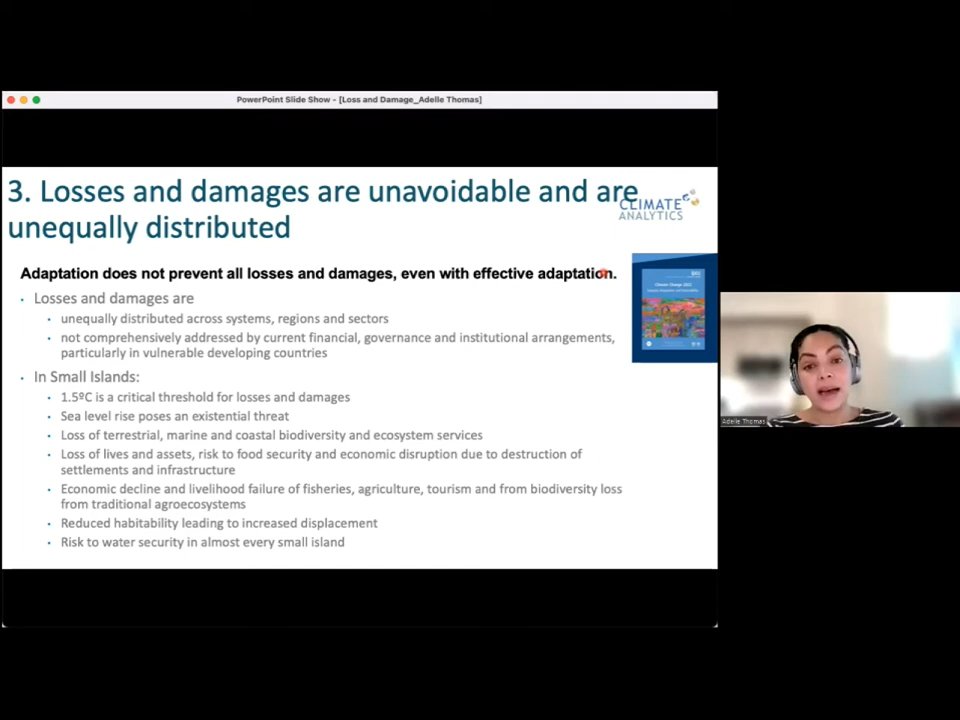 PowerPoint Slide Show - [Loss and Damage_Adelle Thomas]
3. Losses and damages are unavoidable and are
unequally distributed
CLIMATE
ANALYTICS
Adaptation does not prevent all losses and damages, even with effective adaptation.
Losses and damages are
unequally distributed across systems, regions and sectors
not comprehensively addressed by current financial, governance and institutional arrangements,
particularly in vulnerable developing countries
In Small Islands:
1.5ºC is a critical threshold for losses and damages
Sea level rise poses an existential threat
Loss of terrestrial, marine and coastal biodiversity and ecosystem services
Loss of lives and assets, risk to food security and economic disruption due to destruction of
settlements and infrastructure
Economic decline and livelihood failure of fisheries, agriculture, tourism and from biodiversity loss
from traditional agroecosystems
Reduced habitability leading to increased displacement
Risk to water security in almost every small island
Climate Change 2022
Adelle Thomas